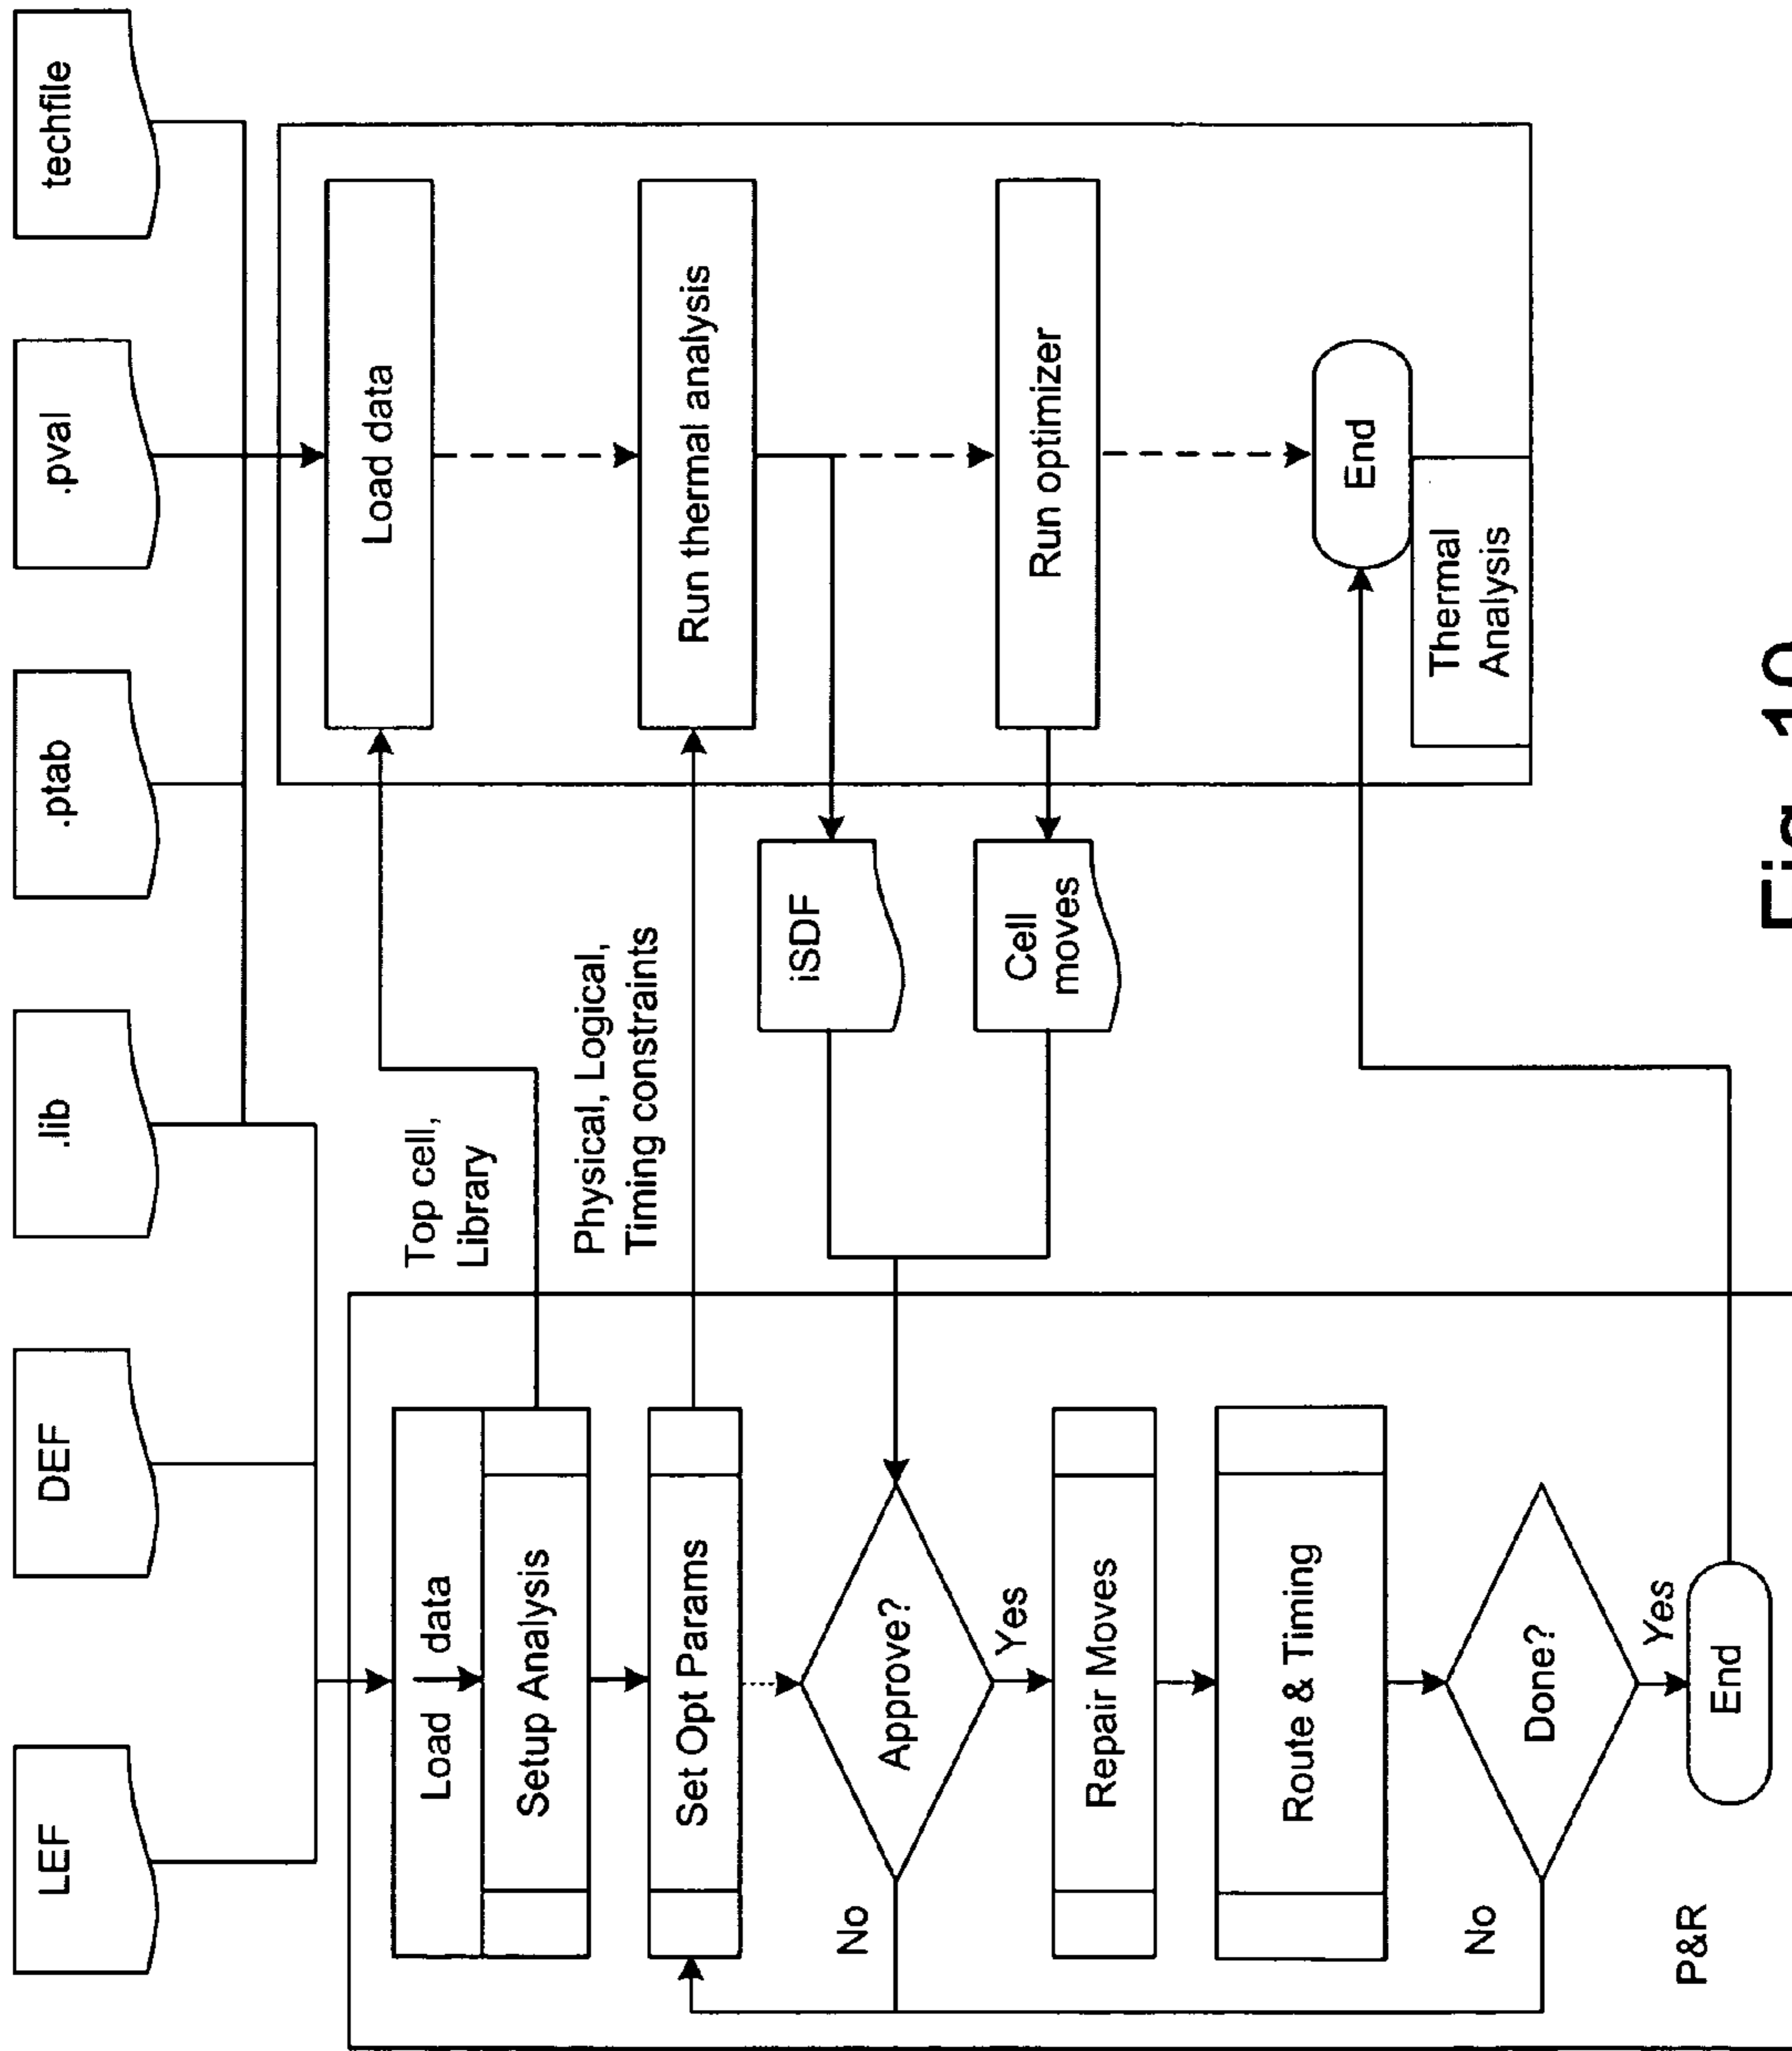 LEF
DEF
.lib
.ptab
.pval
techfile
Load data
Setup Analysis
Set Opt Params
Approve?
No
Yes
Repair Moves
Route & Timing
Done?
No
Yes
End
P&R
Top cell,
Library
Physical, Logical,
Timing constraints
iSDF
Cell
moves
Load data
Run thermal analysis
Run optimizer
End
Thermal
Analysis
Fig. 10